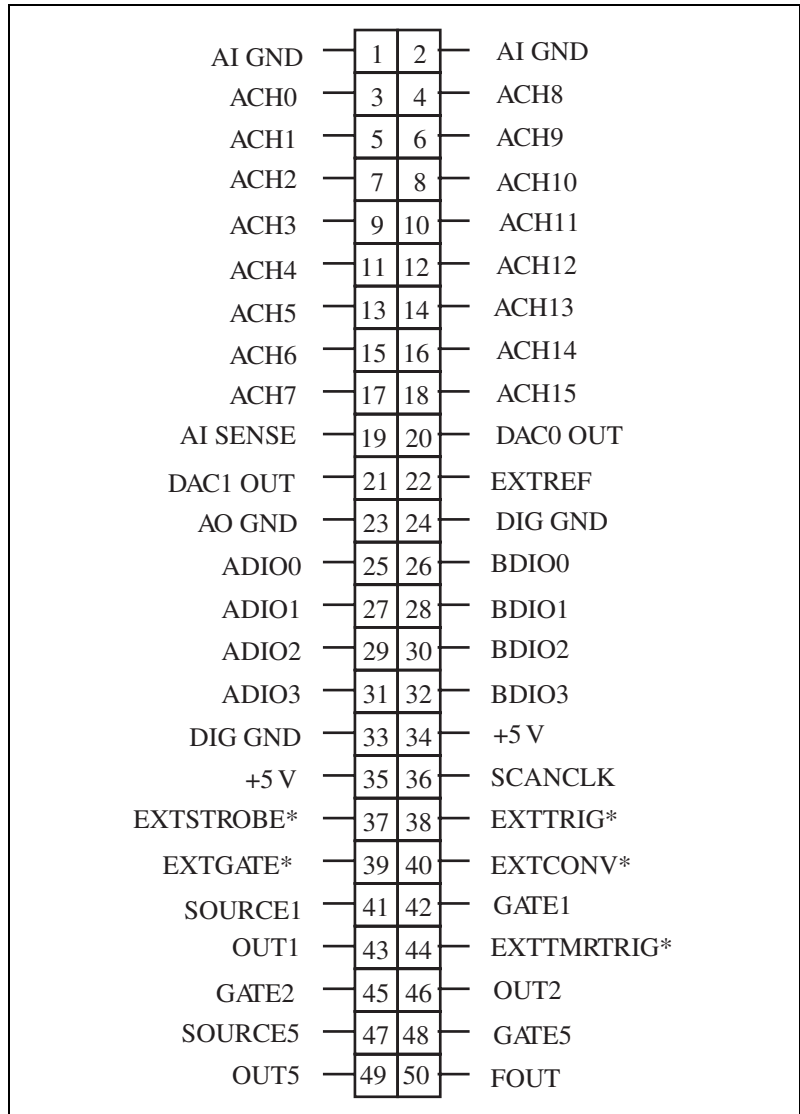 AI GND 1 2 AI GND
ACH0 3 4 ACH8
ACH1 5 6 ACH9
ACH2 7 8 ACH10
ACH3 9 10 ACH11
ACH4 11 12 ACH12
ACH5 13 14 ACH13
ACH6 15 16 ACH14
ACH7 17 18 ACH15
AI SENSE 19 20 DAC0 OUT
DAC1 OUT 21 22 EXTREF
AO GND 23 24 DIG GND
ADIO0 25 26 BDIO0
ADIO1 27 28 BDIO1
ADIO2 29 30 BDIO2
ADIO3 31 32 BDIO3
DIG GND 33 34 +5 V
+5 V 35 36 SCANCLK
EXTSTROBE* 37 38 EXTTRIG*
EXTGATE* 39 40 EXTCONV*
SOURCE1 41 42 GATE1
OUT1 43 44 EXTTMRTRIG*
GATE2 45 46 OUT2
SOURCE5 47 48 GATE5
OUT5 49 50 FOUT